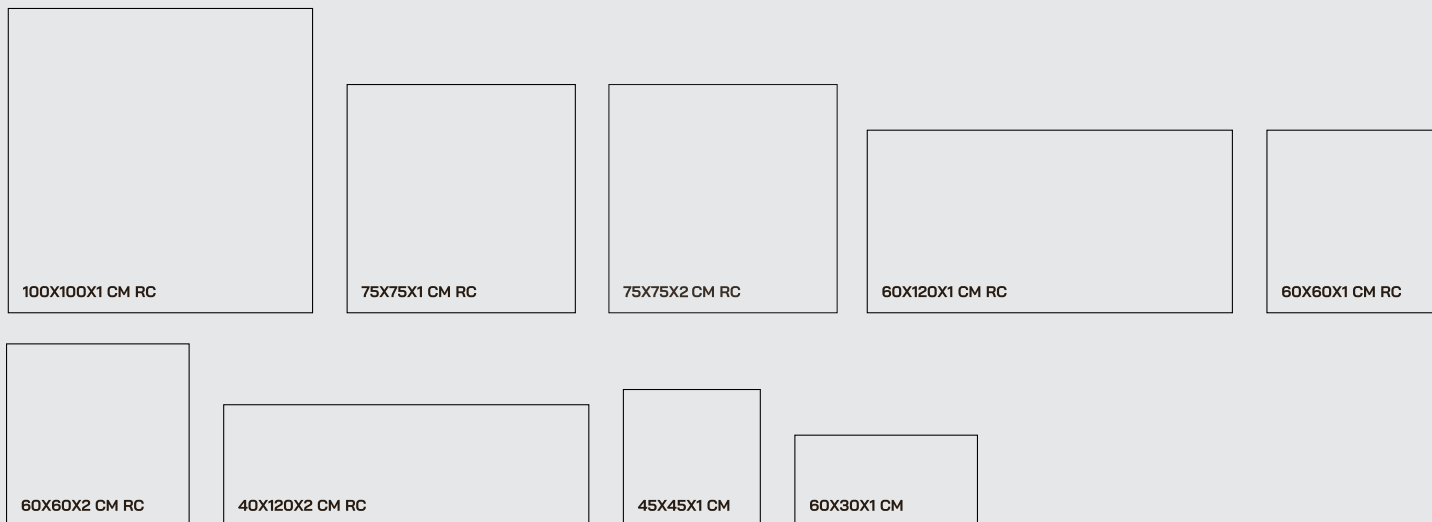 100X100X1 CM RC
75X75X1 CM RC
75X75X2 CM RC
60X120X1 CM RC
60X60X1 CM RC
60X60X2 CM RC
40X120X2 CM RC
45X45X1 CM
60X30X1 CM